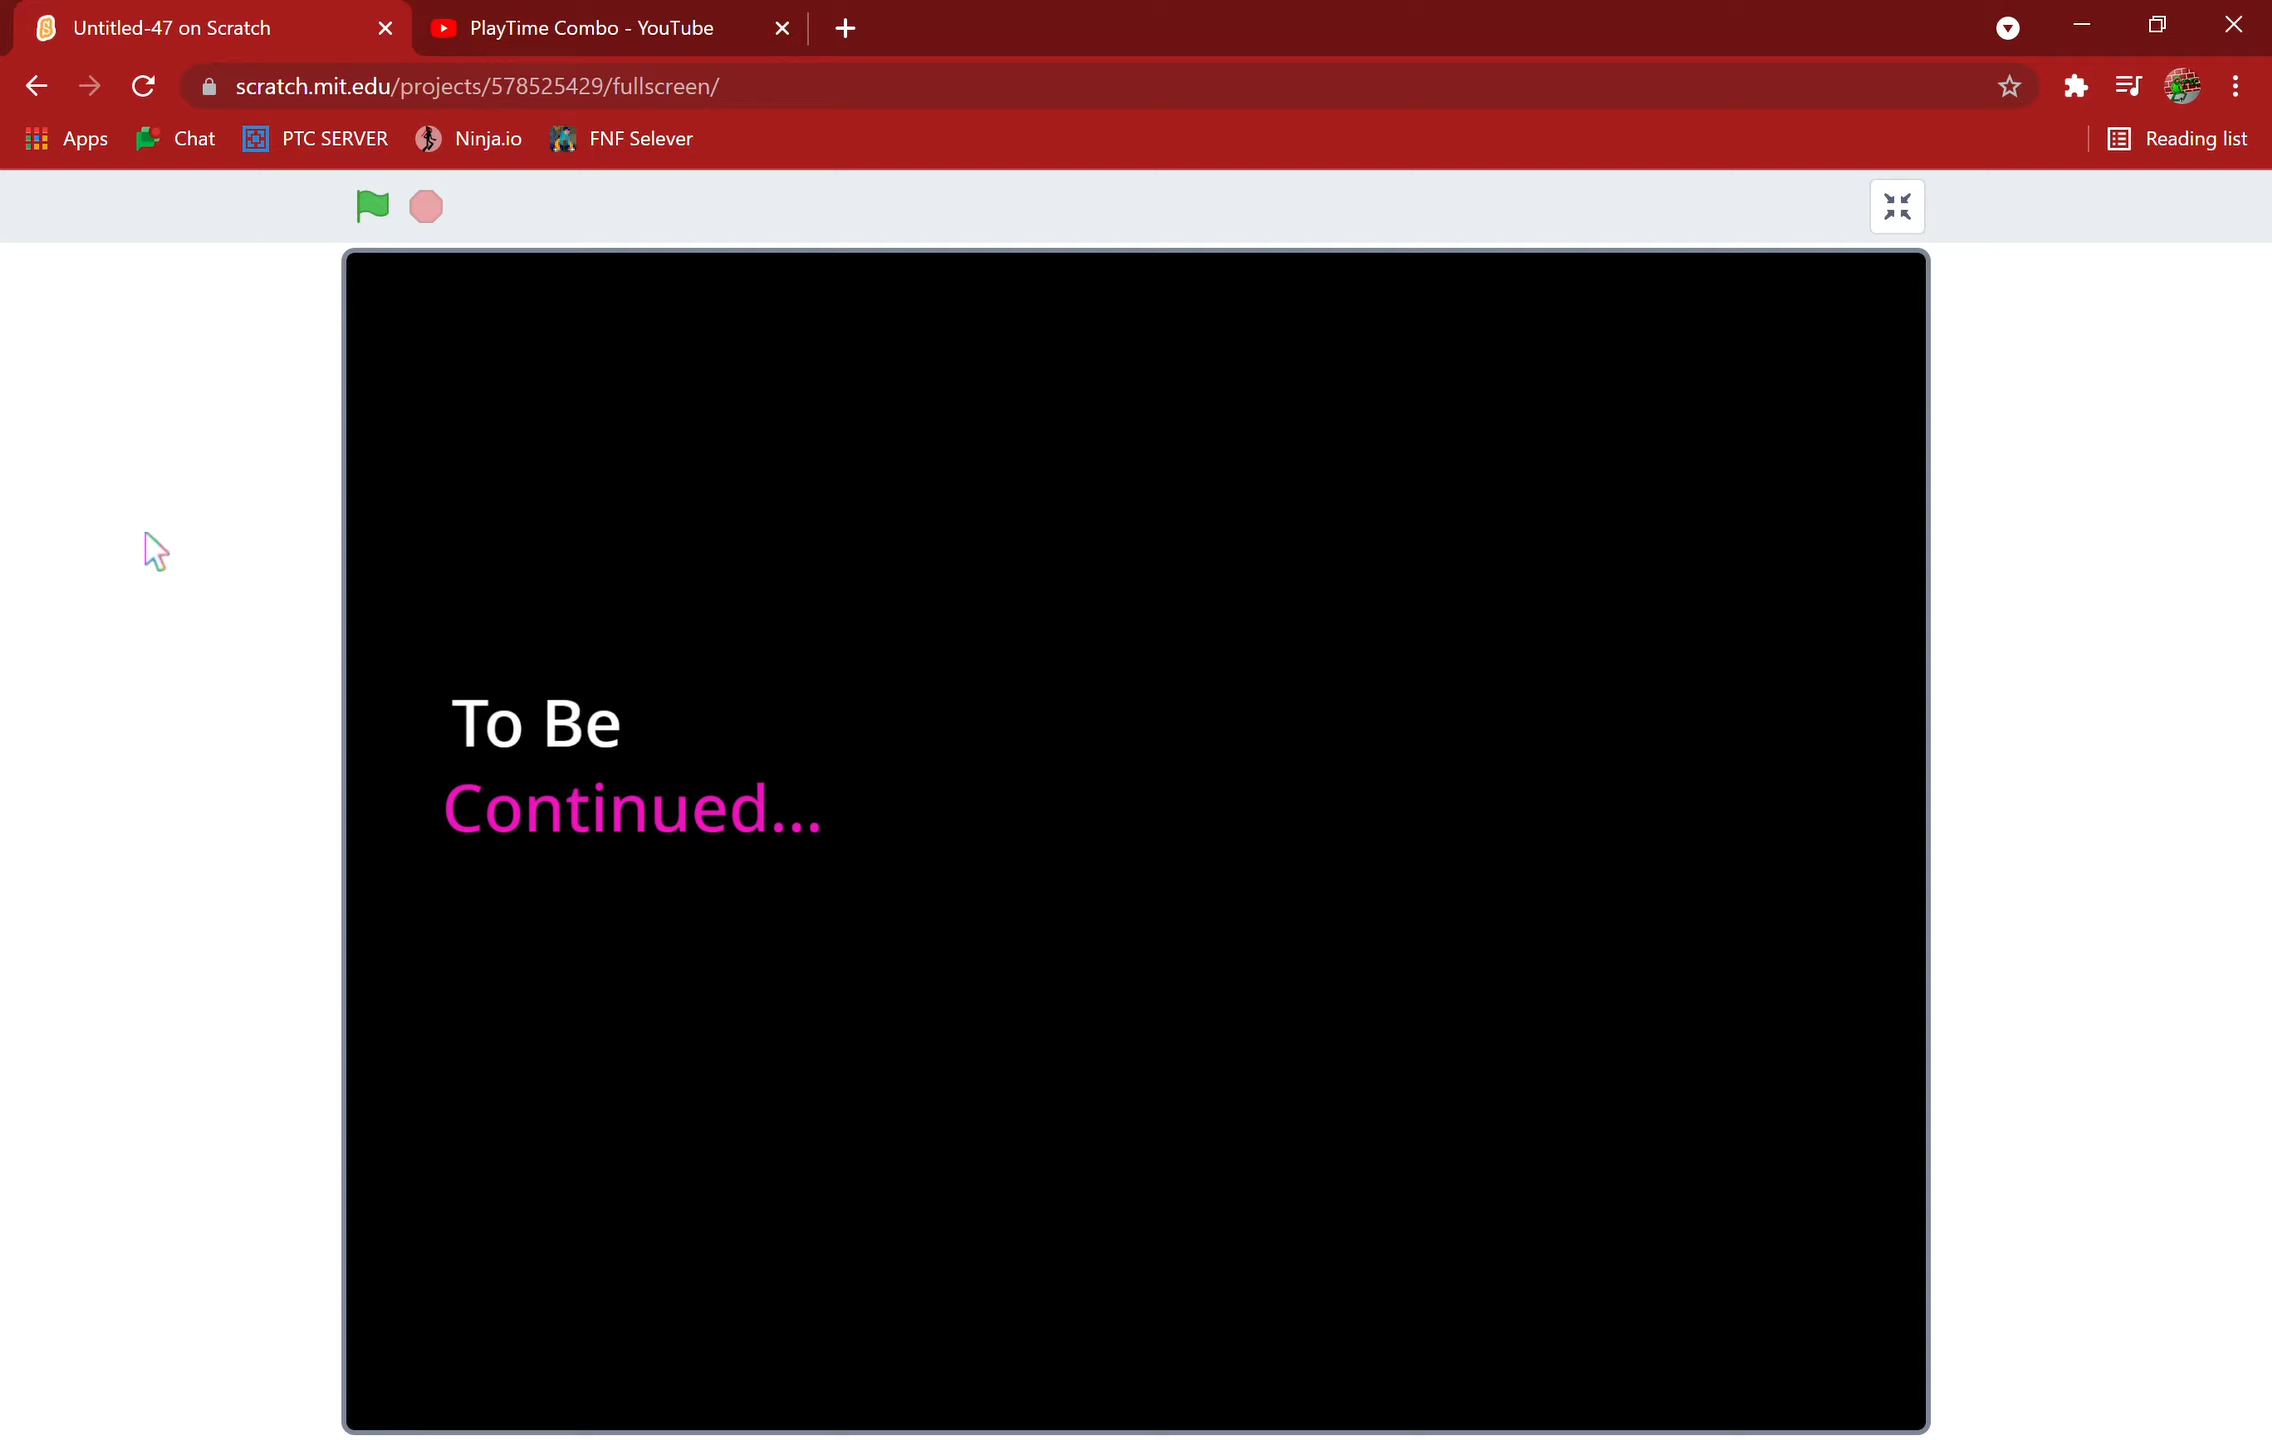 Untitled-47 on Scratch
PlayTime Combo - YouTube
scratch.mit.edu/projects/578525429/fullscreen/
Apps
Chat
PTC SERVER
Ninja.io
FNF Selever
Reading list
To Be
Continued...